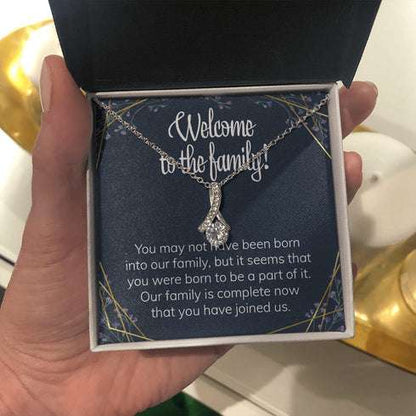 Welcome
to the family!
You may not have been born
into our family, but it seems that
you were born to be a part of it.
Our family is complete now
that you have joined us.